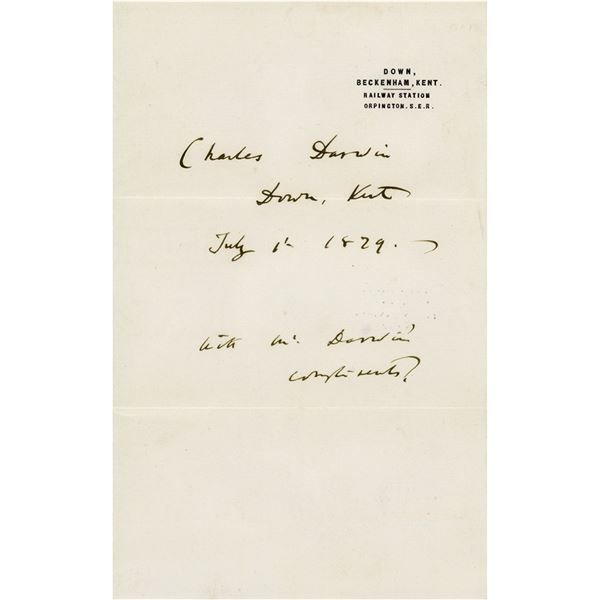 DOWN,
BECKENHAM, KENT.
RAILWAY STATION
ORPINGTON. S.E.R.
Charles Darwin
Down, Kent
July 1st 1879.
With Mr. Darwin's
compliments